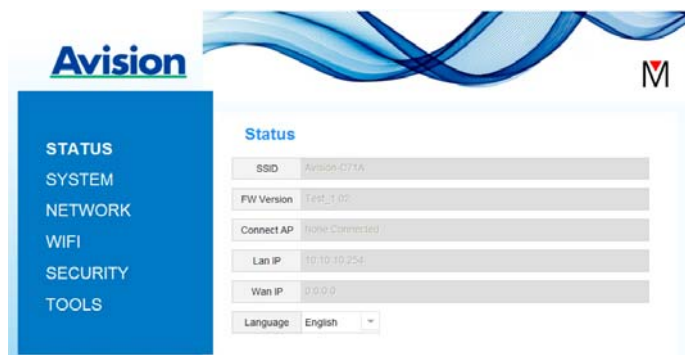 Avision
M
STATUS
SYSTEM
NETWORK
WIFI
SECURITY
TOOLS
Status
SSID Avision-C71A
FW Version Test_1.02
Connect AP None Connected
Lan IP 10.10.10.254
Wan IP 0.0.0.0
Language English